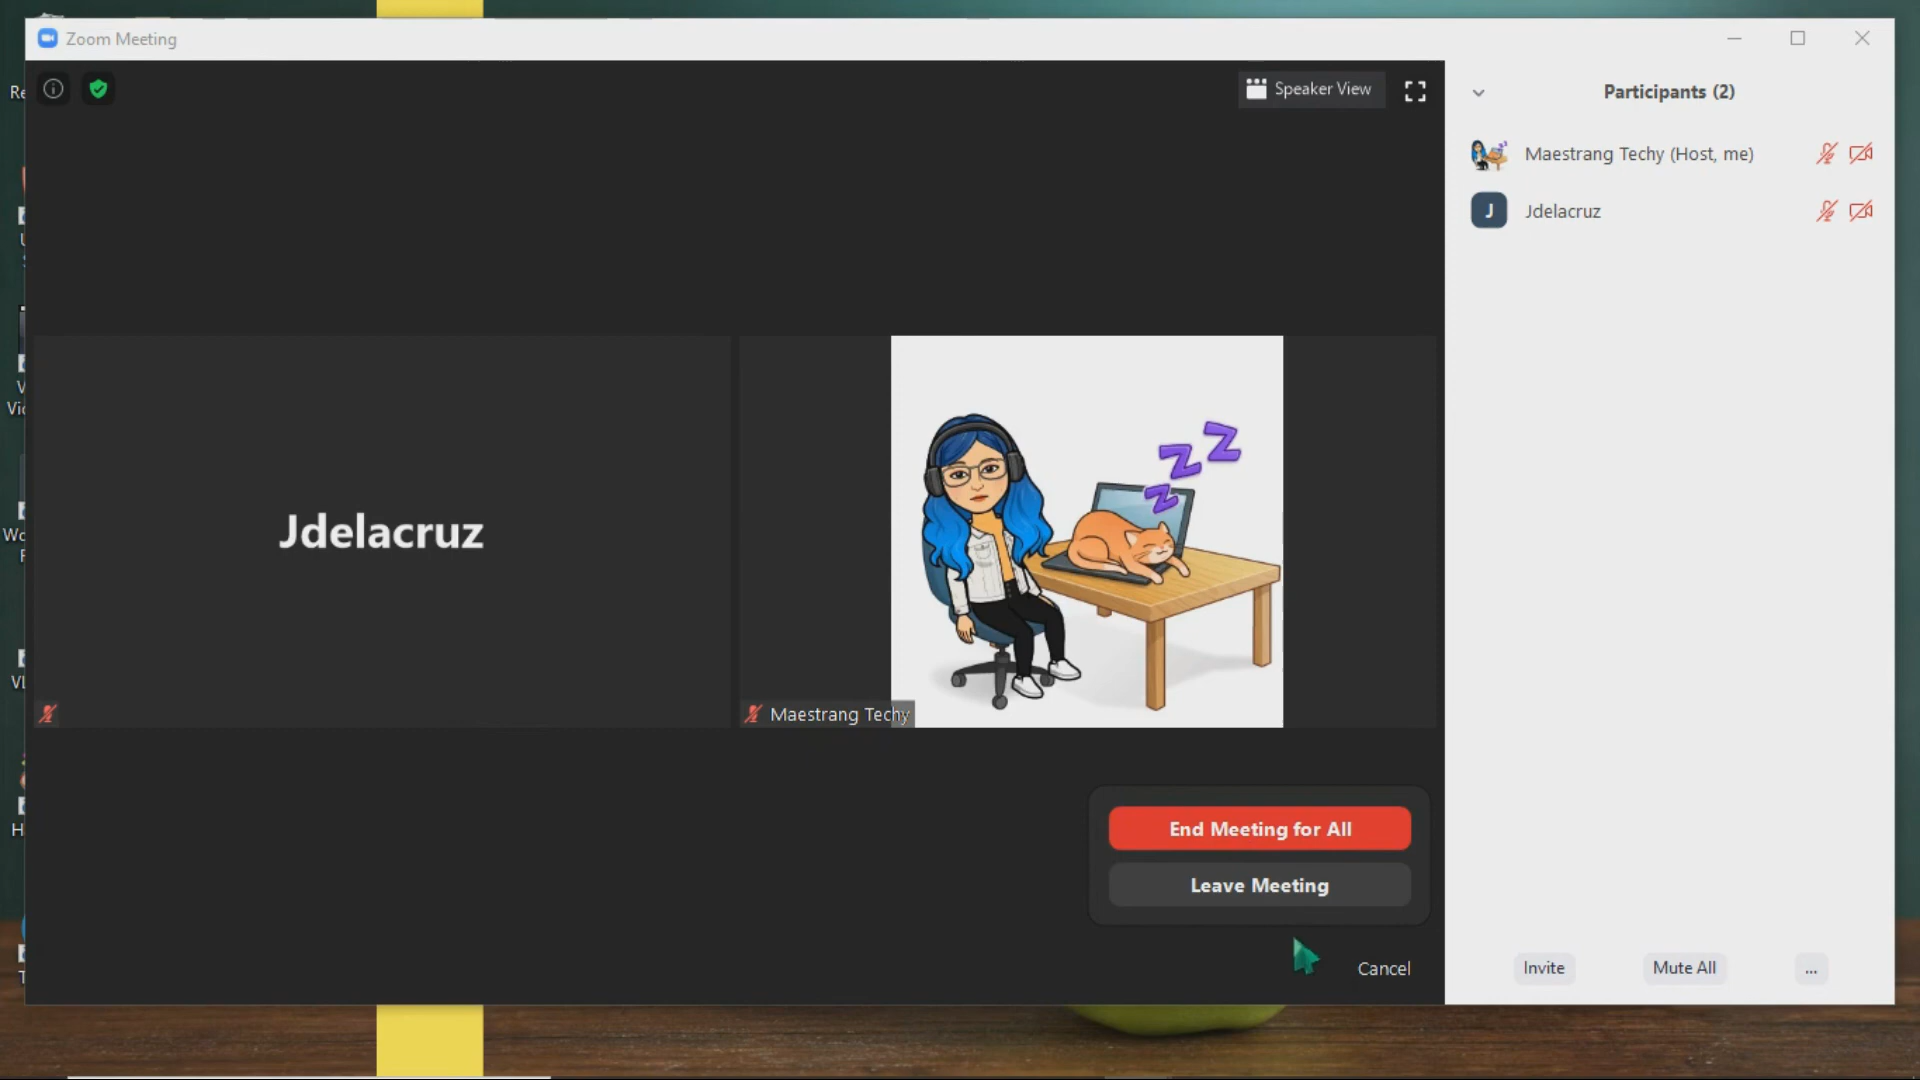 Zoom Meeting
Speaker View
Participants (2)
Maestrang Techy (Host, me)
J
Jdelacruz
Jdelacruz
Z
Z
Z
Maestrang Techy
End Meeting for All
Leave Meeting
Cancel
Invite
Mute All
...